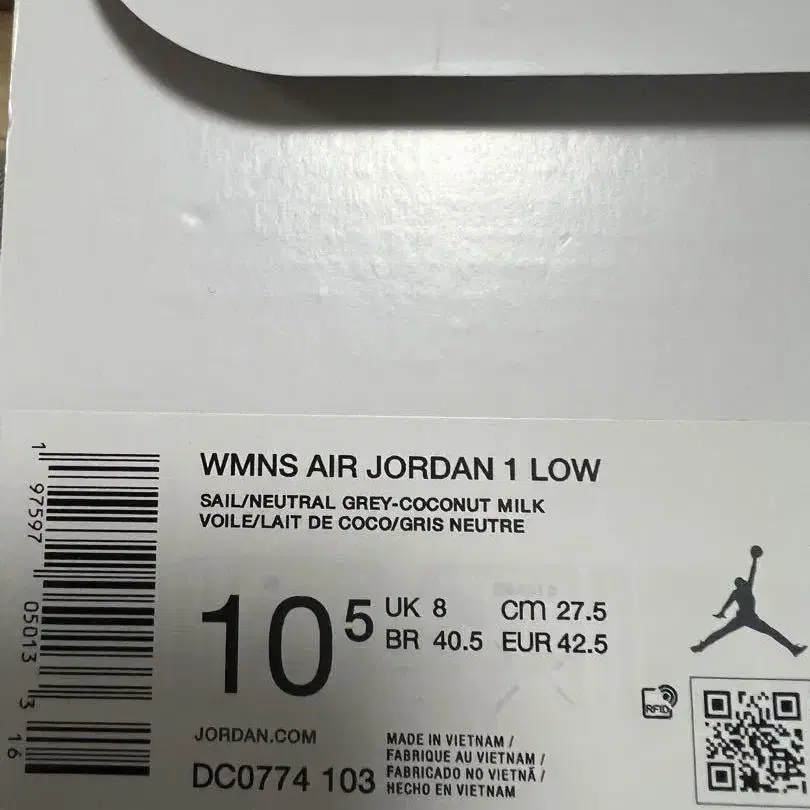 WMNS AIR JORDAN 1 LOW
SAIL/NEUTRAL GREY-COCONUT MILK
VOILE/LAIT DE COCO/GRIS NEUTRE
10 5
UK 8 cm 27.5
BR 40.5 EUR 42.5
RFID
JORDAN.COM
DC0774 103
MADE IN VIETNAM /
FABRIQUE AU VIETNAM /
FABRICADO NO VIETNÃ /
HECHO EN VIETNAM
1 97597 05013 3 16